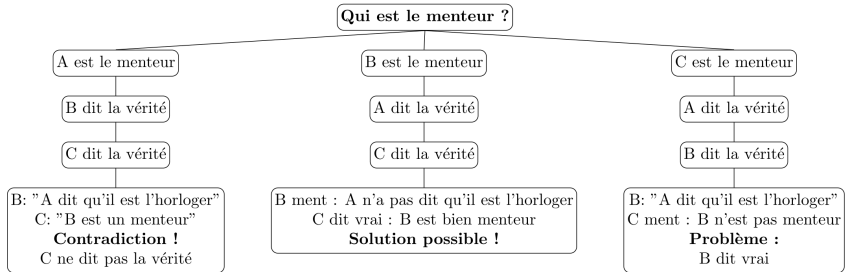 Qui est le menteur ?
A est le menteur
B est le menteur
C est le menteur
B dit la vérité
A dit la vérité
A dit la vérité
C dit la vérité
C dit la vérité
B dit la vérité
B: "A dit qu'il est l'horloger"
C: "B est un menteur"
Contradiction !
C ne dit pas la vérité
B ment : A n'a pas dit qu'il est l'horloger
C dit vrai : B est bien menteur
Solution possible !
B: "A dit qu'il est l'horloger"
C ment : B n'est pas menteur
Problème :
B dit vrai